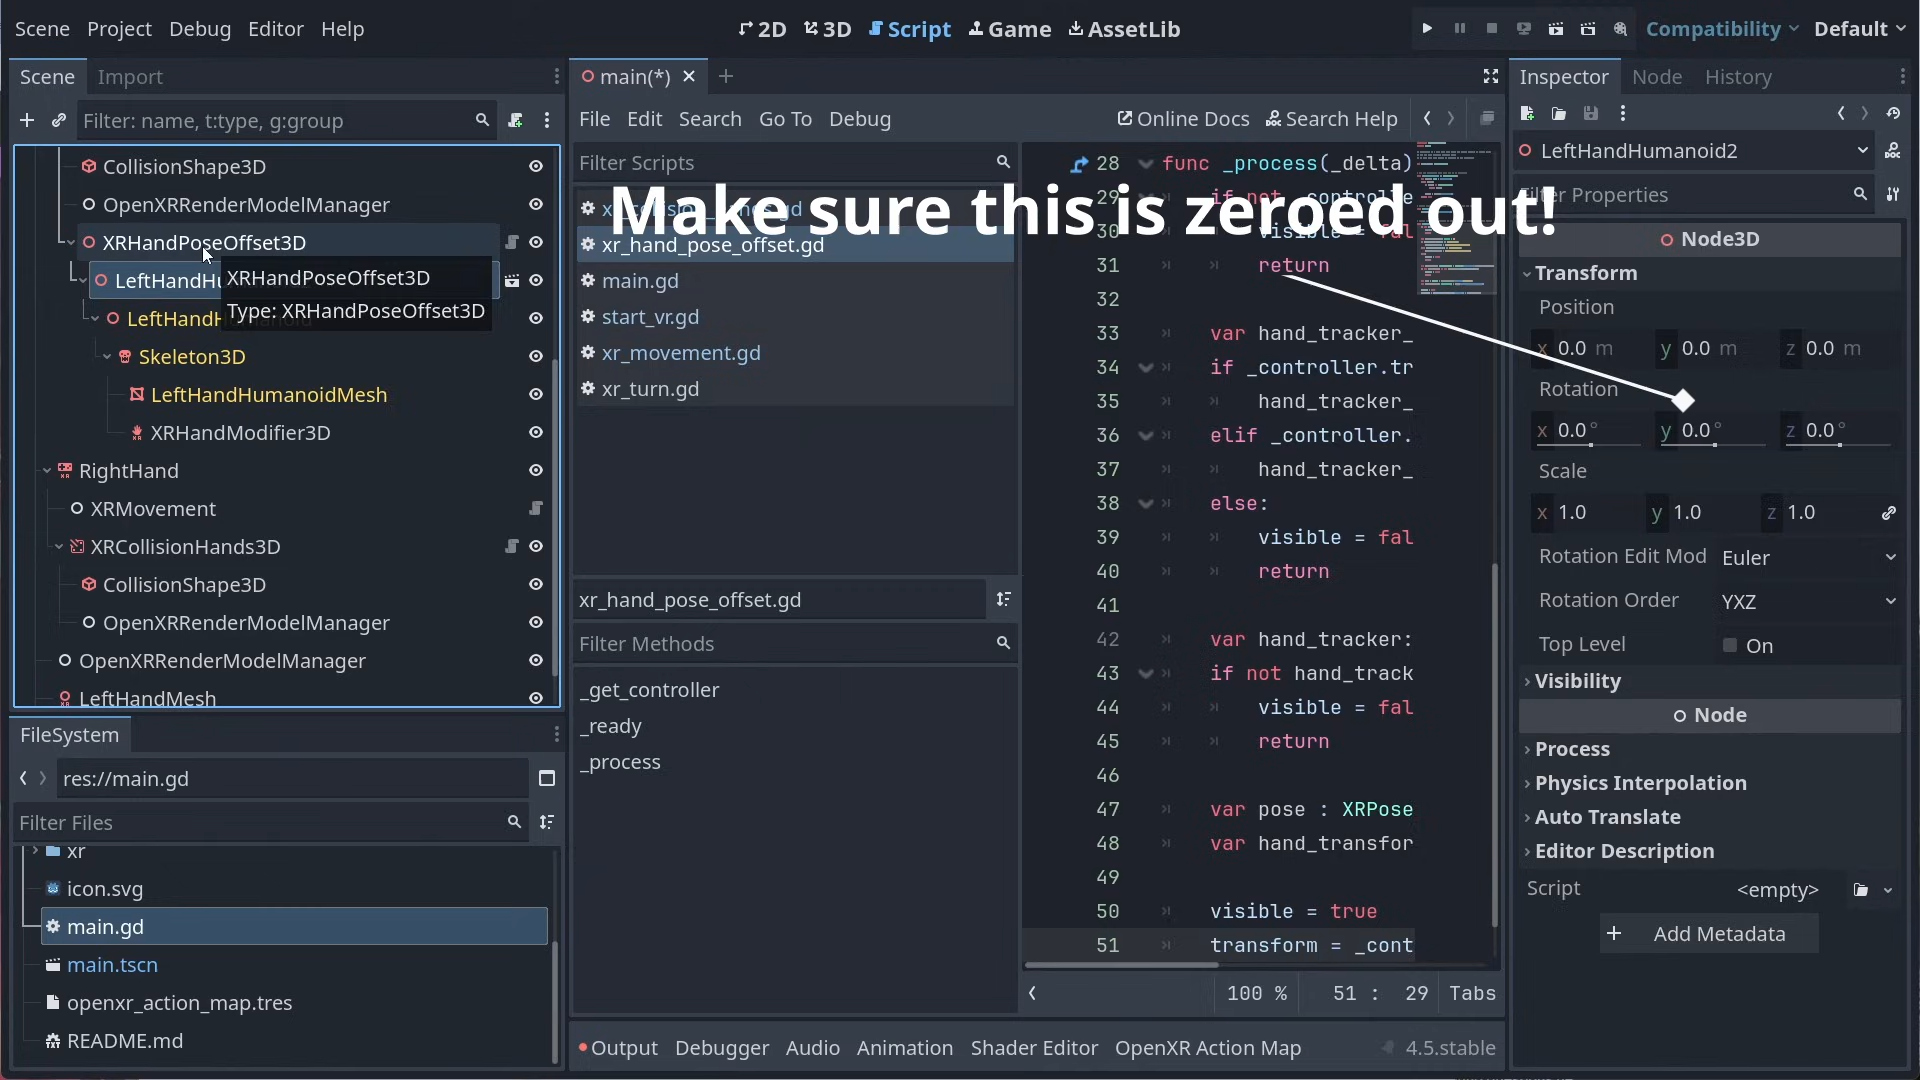 Scene Project Debug Editor Help
2D 3D Script Game AssetLib
Compatibility Default
Scene Import
Filter: name, t:type, g:group
CollisionShape3D
OpenXRRenderModelManager
XRHandPoseOffset3D
LeftHandHu
XRHandPoseOffset3D
Type: XRHandPoseOffset3D
Skeleton3D
LeftHandHumanoidMesh
XRHandModifier3D
RightHand
XRMovement
XRCollisionHands3D
CollisionShape3D
OpenXRRenderModelManager
OpenXRRenderModelManager
LeftHandMesh
FileSystem
res://main.gd
Filter Files
xr
icon.svg
main.gd
main.tscn
openxr_action_map.tres
README.md
main(*)
File Edit Search Go To Debug
Online Docs Search Help
Filter Scripts
Make sure this is zeroed out!
xr_hand_pose_offset.gd
main.gd
start_vr.gd
xr_movement.gd
xr_turn.gd
xr_hand_pose_offset.gd
Filter Methods
_get_controller
_ready
_process
28 func _process(_delta)
29 if not _controlle
30 visible = fal
31 return
32
33 var hand_tracker_
34 if _controller.tr
35 hand_tracker_
36 elif _controller.
37 hand_tracker_
38 else:
39 visible = fal
40 return
41
42 var hand_tracker:
43 if not hand_track
44 visible = fal
45 return
46
47 var pose : XRPose
48 var hand_transfor
49
50 visible = true
51 transform = _cont
100 % 51 : 29 Tabs
Output Debugger Audio Animation Shader Editor OpenXR Action Map 4.5.stable
Inspector Node History
LeftHandHumanoid2
Filter Properties
Node3D
Transform
Position
x 0.0 m y 0.0 m z 0.0 m
Rotation
x 0.0° y 0.0° z 0.0°
Scale
x 1.0 y 1.0 z 1.0
Rotation Edit Mod Euler
Rotation Order YXZ
Top Level On
Visibility
Node
Process
Physics Interpolation
Auto Translate
Editor Description
Script <empty>
Add Metadata